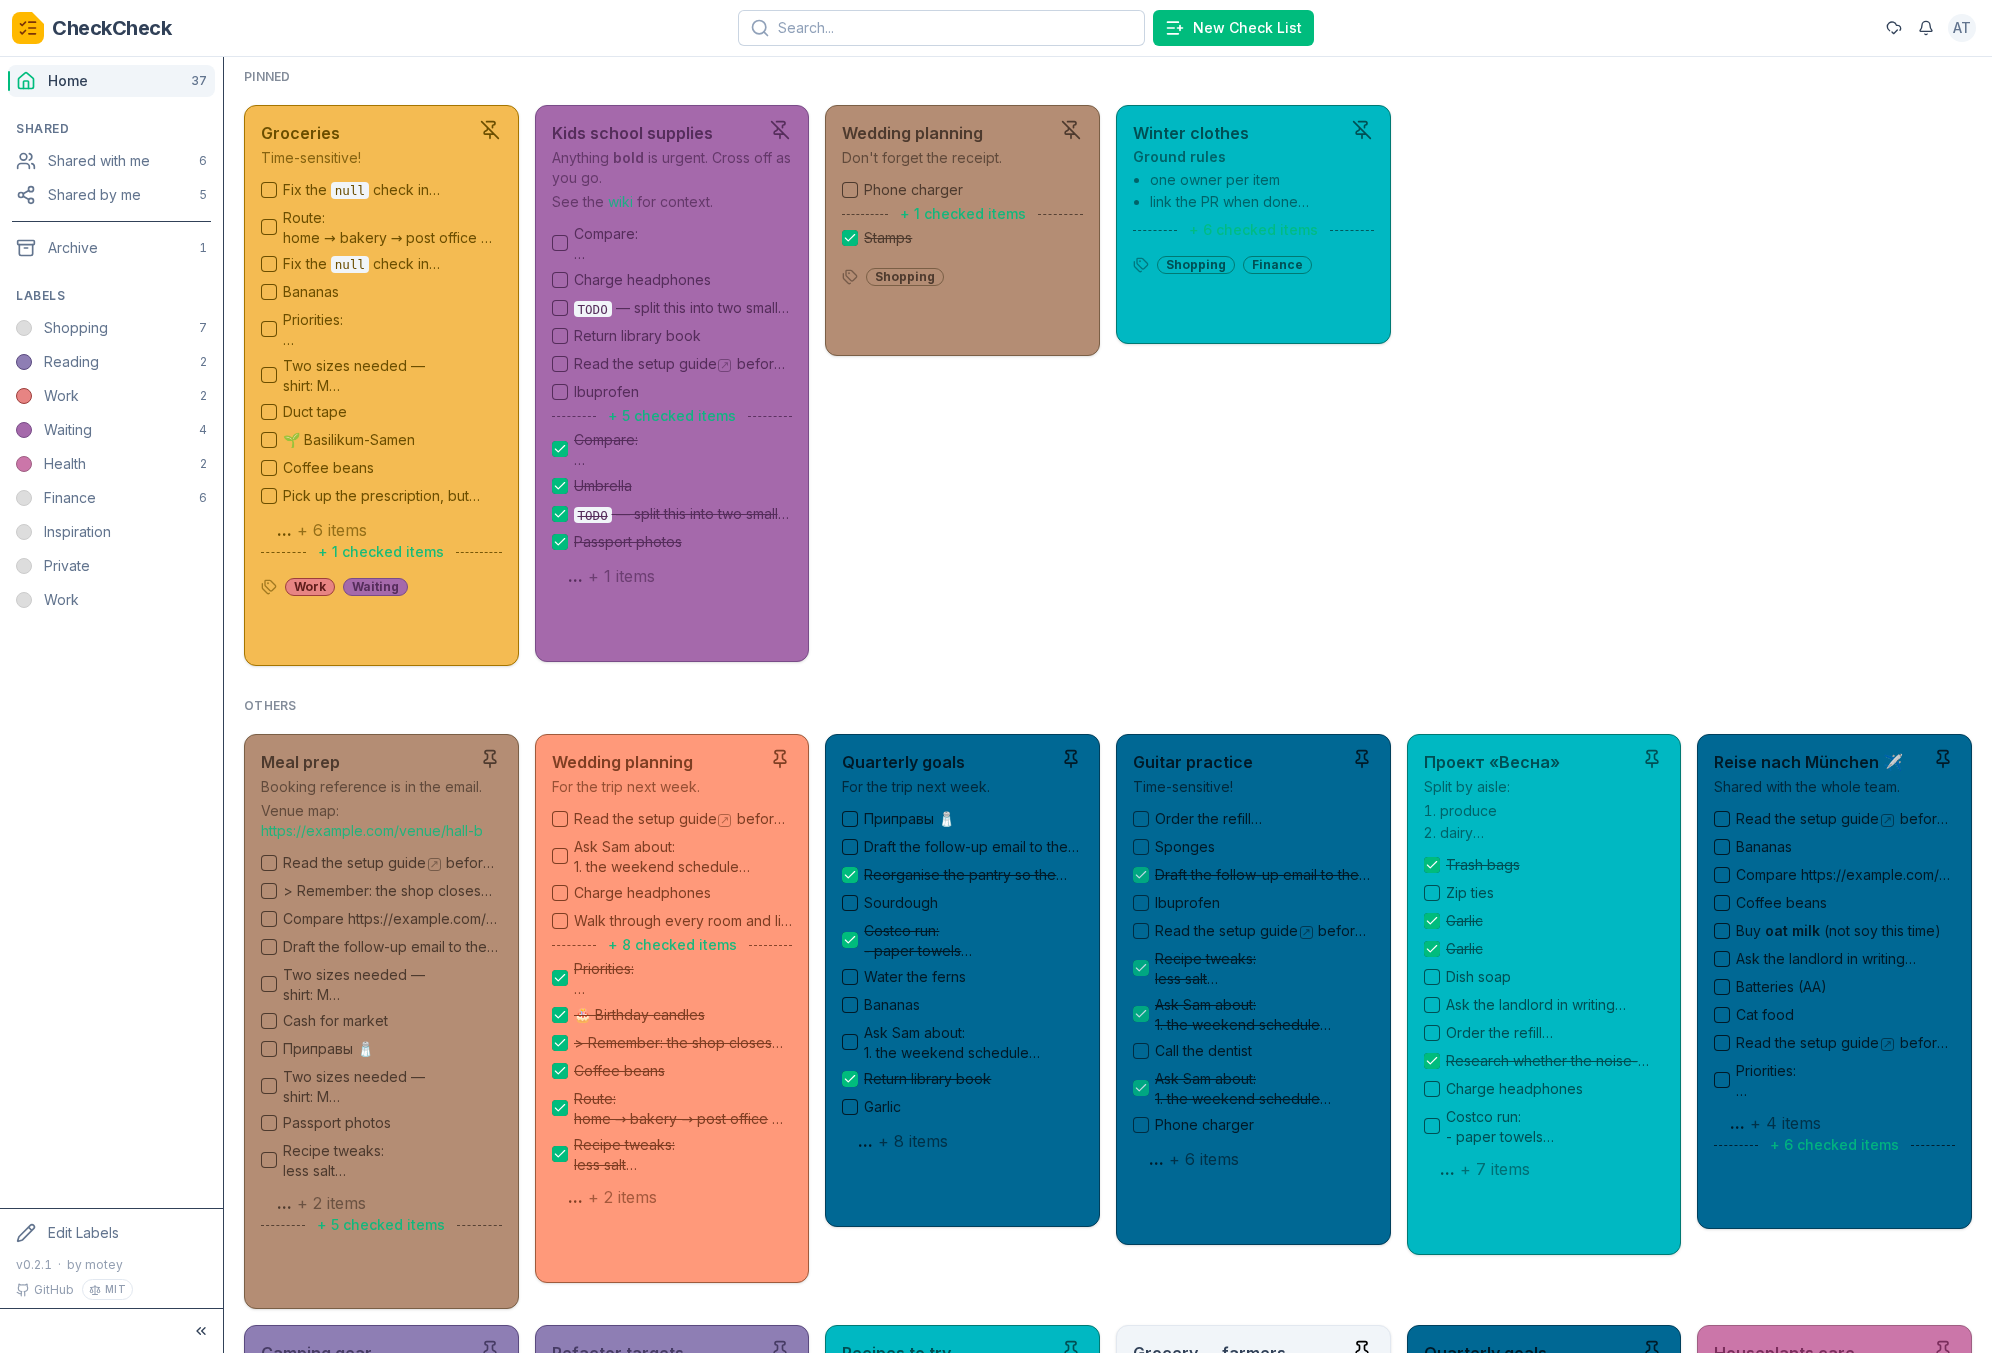 CheckCheck
Search...
New Check List
AT
Home 37
SHARED
Shared with me 6
Shared by me 5
Archive 1
LABELS
Shopping 7
Reading 2
Work 2
Waiting 4
Health 2
Finance 6
Inspiration
Private
Work
Edit Labels
v0.2.1 · by motey
GitHub MIT
PINNED
Groceries
Time-sensitive!
Fix the null check in…
Route:
home → bakery → post office …
Fix the null check in…
Bananas
Priorities:
…
Two sizes needed —
shirt: M…
Duct tape
🌱 Basilikum-Samen
Coffee beans
Pick up the prescription, but…
... + 6 items
+ 1 checked items
Work Waiting
Kids school supplies
Anything bold is urgent. Cross off as
you go.
See the wiki for context.
Compare:
…
Charge headphones
TODO — split this into two small…
Return library book
Read the setup guide befor…
Ibuprofen
+ 5 checked items
Compare:
…
Umbrella
TODO — split this into two small…
Passport photos
... + 1 items
Wedding planning
Don't forget the receipt.
Phone charger
+ 1 checked items
Stamps
Shopping
Winter clothes
Ground rules
• one owner per item
• link the PR when done…
checked items
Shopping Finance
OTHERS
Meal prep
Booking reference is in the email.
Venue map:
https://example.com/venue/hall-b
Read the setup guide befor…
> Remember: the shop closes…
Compare https://example.com/…
Draft the follow-up email to the…
Two sizes needed —
shirt: M…
Cash for market
Приправы 🧂
Two sizes needed —
shirt: M…
Passport photos
Recipe tweaks:
less salt…
... + 2 items
+ 5 checked items
Wedding planning
For the trip next week.
Read the setup guide befor…
Ask Sam about:
1. the weekend schedule…
Charge headphones
Walk through every room and li…
+ 8 checked items
Priorities:
…
🎂 Birthday candles
> Remember: the shop closes…
Coffee beans
Route:
home → bakery → post office …
Recipe tweaks:
less salt…
... + 2 items
Quarterly goals
For the trip next week.
Приправы 🧂
Draft the follow-up email to the…
Reorganise the pantry so the…
Sourdough
Costco run:
- paper towels…
Water the ferns
Bananas
Ask Sam about:
1. the weekend schedule…
Return library book
Garlic
... + 8 items
Guitar practice
Time-sensitive!
Order the refill…
Sponges
Draft the follow-up email to the…
Ibuprofen
Read the setup guide befor…
Recipe tweaks:
less salt…
Ask Sam about:
1. the weekend schedule…
Call the dentist
Ask Sam about:
1. the weekend schedule…
Phone charger
... + 6 items
Проект «Весна»
Split by aisle:
1. produce
2. dairy…
Trash bags
Zip ties
Garlic
Garlic
Dish soap
Ask the landlord in writing…
Order the refill…
Research whether the noise-…
Charge headphones
Costco run:
- paper towels…
... + 7 items
Reise nach München
Shared with the whole team.
Read the setup guide befor…
Bananas
Compare https://example.com/…
Coffee beans
Buy oat milk (not soy this time)
Ask the landlord in writing…
Batteries (AA)
Cat food
Read the setup guide befor…
Priorities:
…
... + 4 items
+ 6 checked items
Camping gear
Refactor targets
Recipes to try
Grocery — farmers
Quarterly goals
Houseplants care